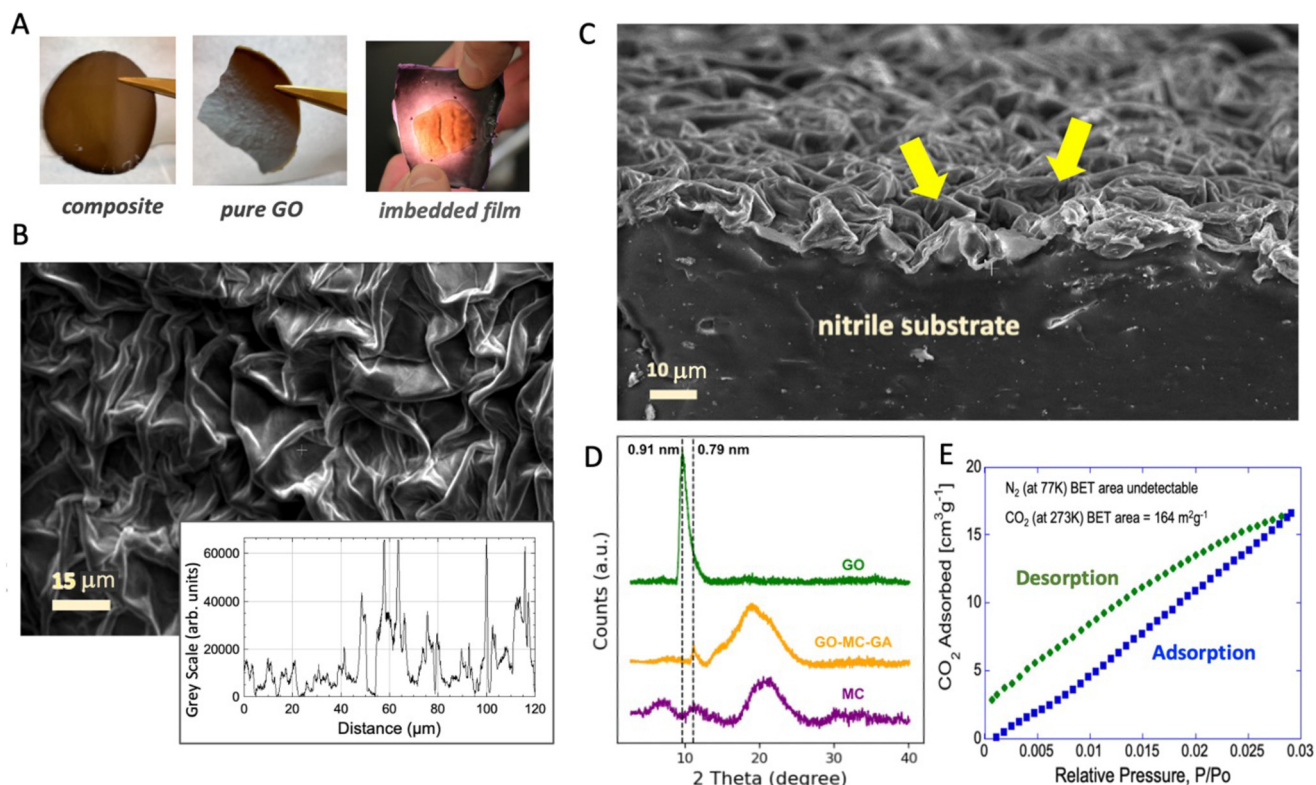 A
composite
pure GO
imbedded film
B
15 μm
Grey Scale (arb. units)
60000
40000
20000
10000
0
0 20 40 60 80 100 120
Distance (μm)
C
nitrile substrate
10 μm
D
0.91 nm
0.79 nm
GO
GO-MC-GA
MC
Counts (a.u.)
10 20 30 40
2 Theta (degree)
E
20
15
10
5
0
N₂ (at 77K) BET area undetectable
CO₂ (at 273K) BET area = 164 m²g⁻¹
Desorption
Adsorption
CO₂ Adsorbed [cm³g⁻¹]
0 0.005 0.01 0.015 0.02 0.025 0.03
Relative Pressure, P/Po